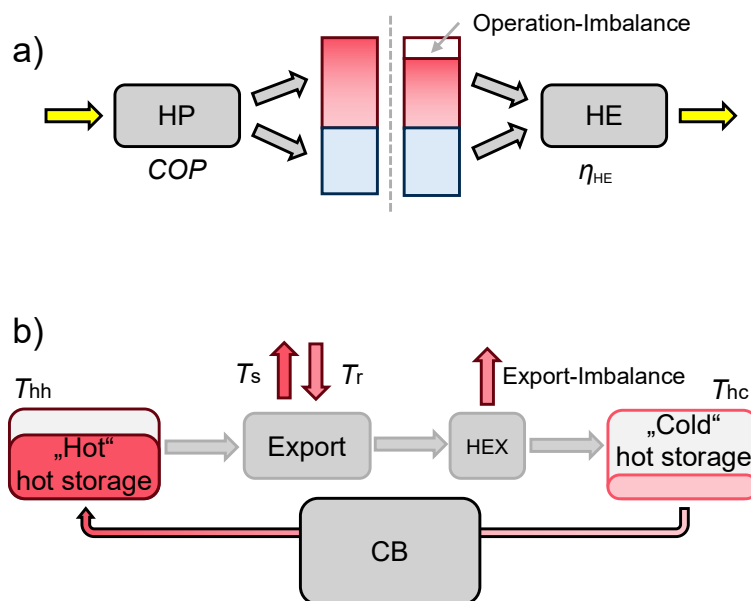 a)
Operation-Imbalance
HP
HE
COP
ηHE
b)
Ts
Tr
Export-Imbalance
Thh
Thc
„Hot“
hot storage
Export
HEX
„Cold“
hot storage
CB